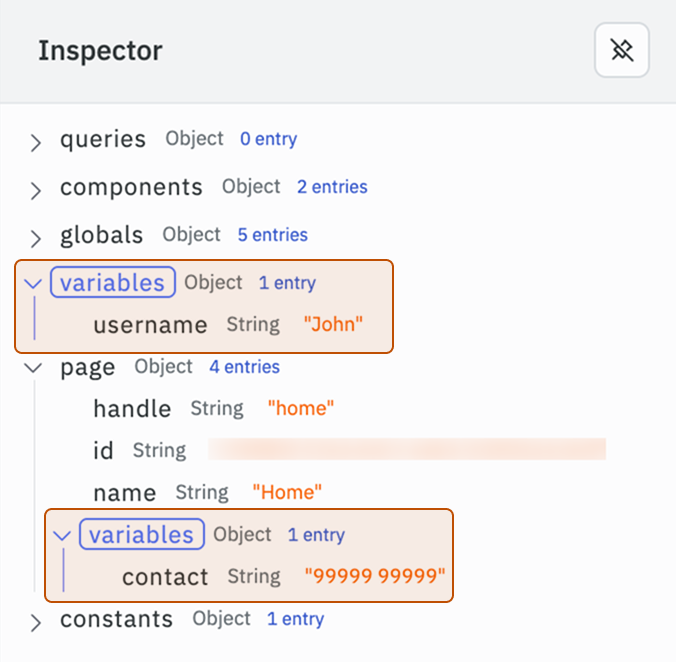 Inspector
queries Object 0 entry
components Object 2 entries
globals Object 5 entries
variables Object 1 entry
username String "John"
page Object 4 entries
handle String "home"
id String
name String "Home"
variables Object 1 entry
contact String "99999 99999"
constants Object 1 entry